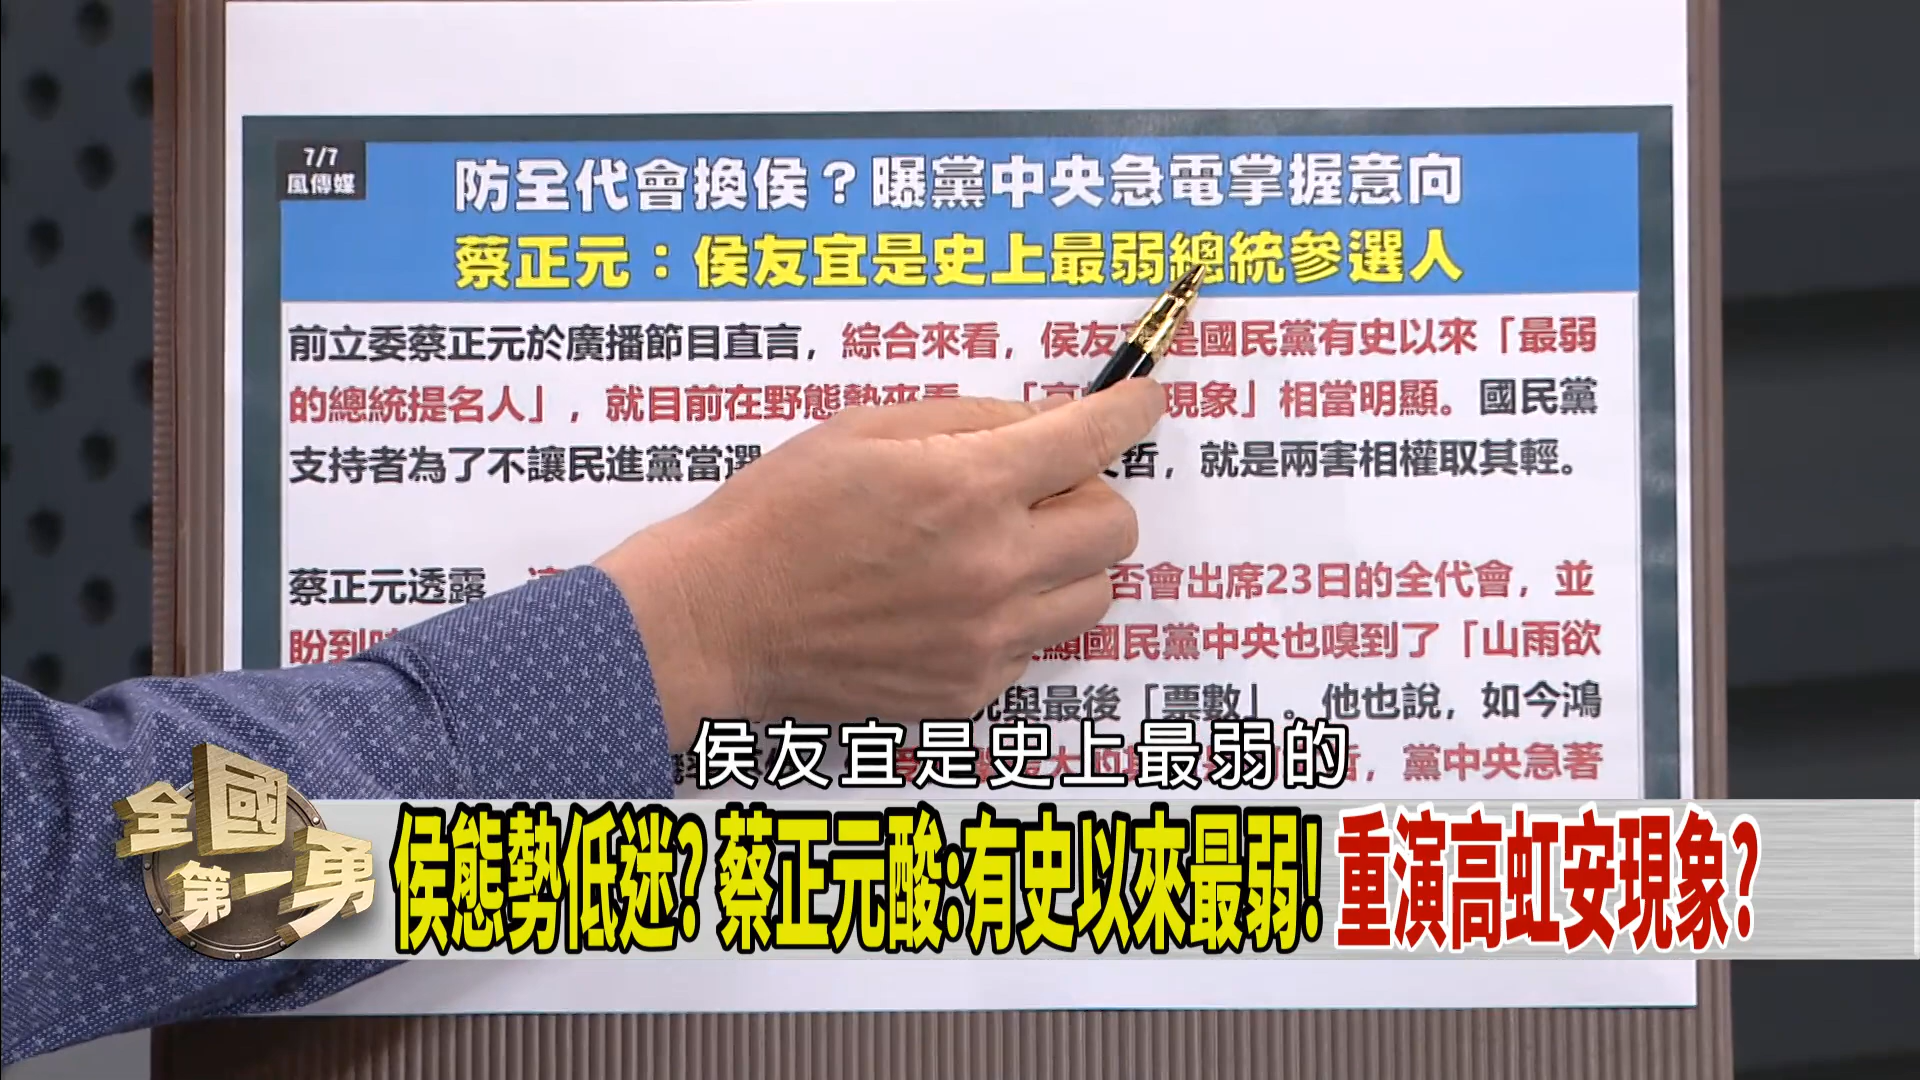 7/7
風傳媒
防全代會換侯？曝黨中央急電掌握意向
蔡正元：侯友宜是史上最弱總統參選人
前立委蔡正元於廣播節目直言，綜合來看，侯友宜是國民黨有史以來「最弱
的總統提名人」，就目前在野態勢來看，「高 現象」相當明顯。國民黨
支持者為了不讓民進黨當選 哲，就是兩害相權取其輕。
蔡正元透露 否會出席23日的全代會，並
盼到 顯國民黨中央也嗅到了「山雨欲
與最後「票數」。他也說，如今鴻
，黨中央急著
侯友宜是史上最弱的
全國第一勇
侯態勢低迷?蔡正元酸:有史以來最弱!重演高虹安現象?